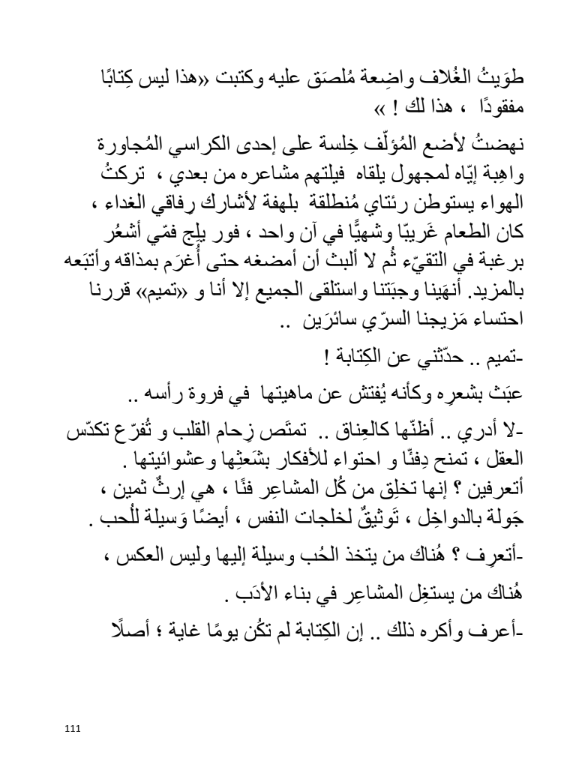 طوَيتُ الغُلاف واضِعة مُلصَق عليه وكتبت «هذا ليس كِتابًا
مفقودًا ، هذا لك ! »
نهضتُ لأضع المُؤلّف خِلسة على إحدى الكراسي المُجاورة
واهِبة إيّاه لمجهول يلقاه فيلتهم مشاعره من بعدي ، تركتُ
الهواء يستوطن رئتاي مُنطلقة بلهفة لأشارك رِفاقي الغداء ،
كان الطعام غَريبًا وشهيًّا في آن واحد ، فور يلِج فمّي أشعُر
برغبة في التقيّء ثُم لا ألبث أن أمضغه حتى أُغرَم بمذاقه وأتبَعه
بالمزيد. أنهَينا وجبَتنا واستلقى الجميع إلا أنا و «تميم» قررنا
احتساء مَزيجنا السرّي سائرَين ..
-تميم .. حدّثني عن الكِتابة !
عبَث بشعرِه وكأنه يُفتش عن ماهيتها في فروة رأسه ..
-لا أدري .. أظنّها كالعِناق .. تمتَص زِحام القلب و تُفرّع تكدّس
العقل ، تمنح دِفئًا و احتواء للأفكار بشَعثِها وعشوائيتها .
أتعرفين ؟ إنها تخلِق من كُل المشاعِر فنًا ، هي إرثٌ ثمين ،
جَولة بالدواخِل ، تَوثيقٌ لخلجات النفس ، أيضًا وَسيلة للُحب .
-أتعرِف ؟ هُناك من يتخذ الحُب وسيلة إليها وليس العكس ،
هُناك من يستغِل المشاعِر في بناء الأدَب .
-أعرف وأكره ذلك .. إن الكِتابة لم تكُن يومًا غاية ؛ أصلًا
111